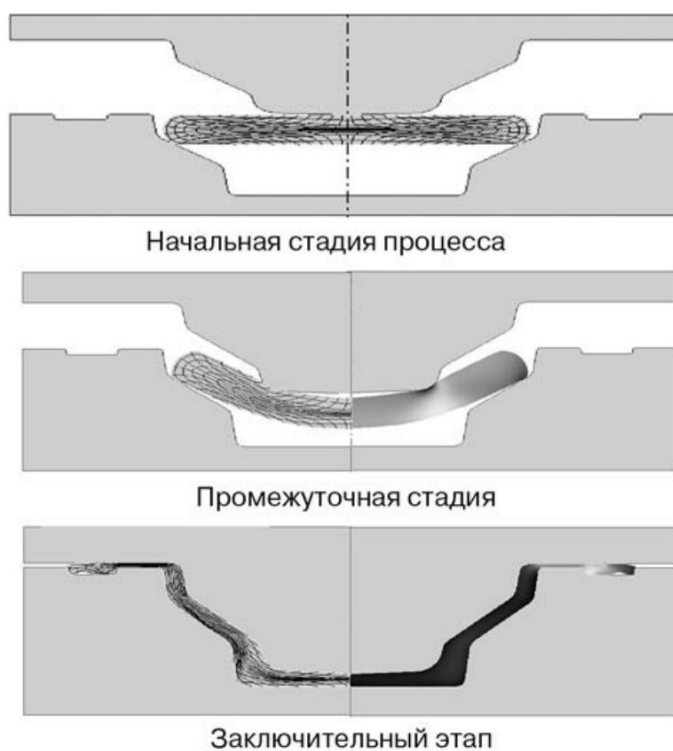 Начальная стадия процесса
Промежуточная стадия
Заключительный этап